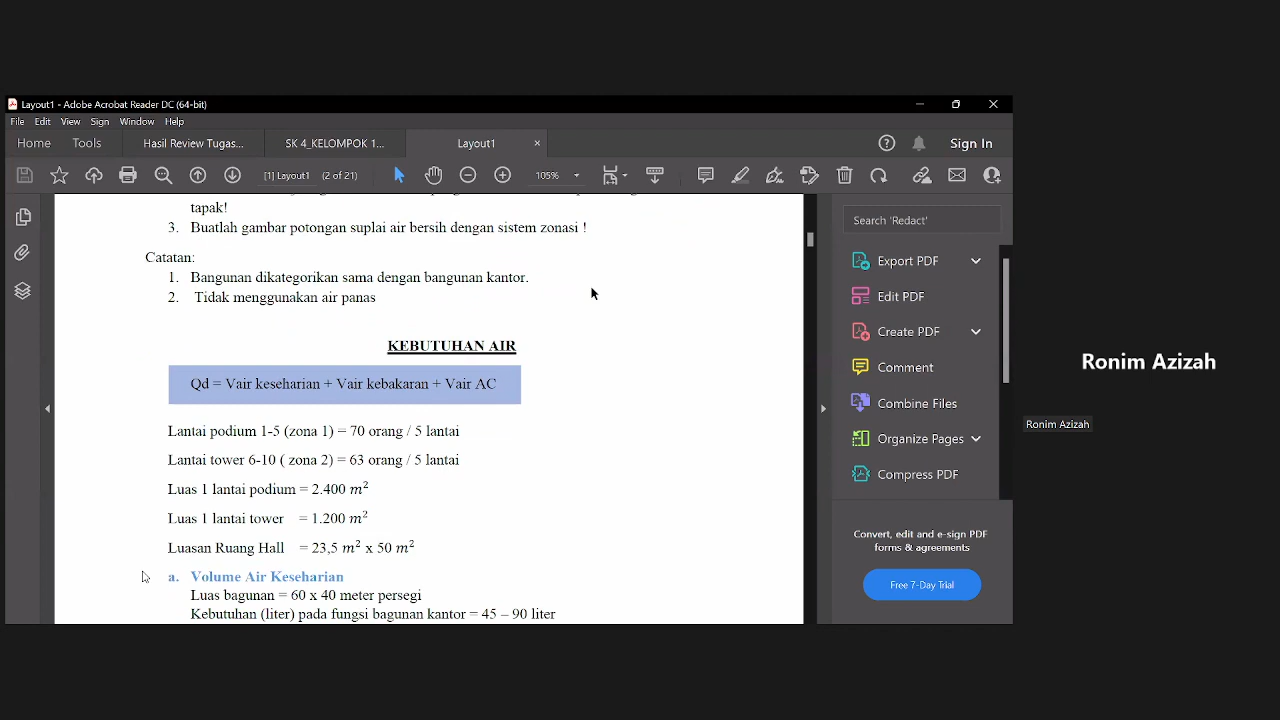 Layout1 - Adobe Acrobat Reader DC (64-bit)
File Edit View Sign Window Help
Home Tools Hasil Review Tugas... SK 4_KELOMPOK 1... Layout1 × Sign In
[1] Layout1 (2 of 21) 105%
tapak!
3. Buatlah gambar potongan suplai air bersih dengan sistem zonasi !
Catatan:
1. Bangunan dikategorikan sama dengan bangunan kantor.
2. Tidak menggunakan air panas
KEBUTUHAN AIR
Qd = Vair keseharian + Vair kebakaran + Vair AC
Lantai podium 1-5 (zona 1) = 70 orang / 5 lantai
Lantai tower 6-10 ( zona 2) = 63 orang / 5 lantai
Luas 1 lantai podium = 2.400 m²
Luas 1 lantai tower = 1.200 m²
Luasan Ruang Hall = 23,5 m² x 50 m²
a. Volume Air Keseharian
Luas bagunan = 60 x 40 meter persegi
Kebutuhan (liter) pada fungsi bagunan kantor = 45 – 90 liter
Search 'Redact'
Export PDF
Edit PDF
Create PDF
Comment
Combine Files
Organize Pages
Compress PDF
Convert, edit and e-sign PDF
forms & agreements
Free 7-Day Trial
Ronim Azizah
Ronim Azizah